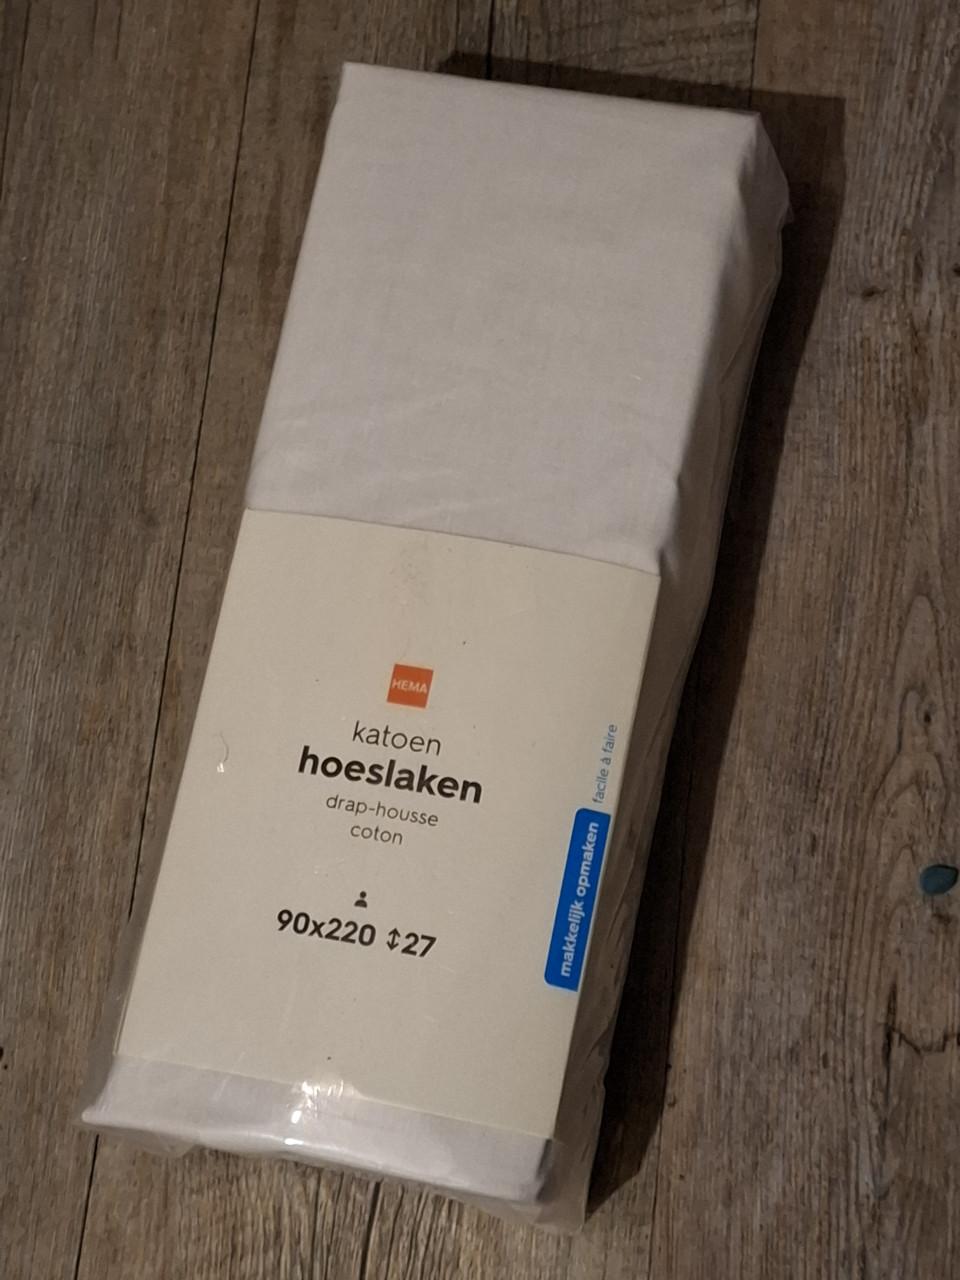 HEMA
katoen
hoeslaken
drap-housse
coton
90x220 ↕27
makkelijk opmaken
facile à faire